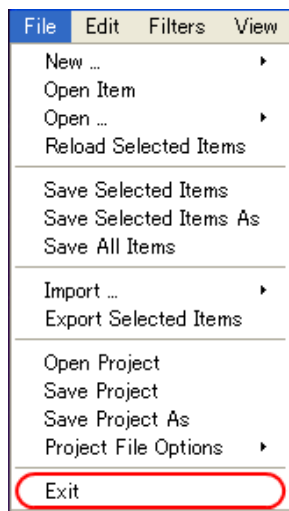 File Edit Filters View
New ...
Open Item
Open ...
Reload Selected Items
Save Selected Items
Save Selected Items As
Save All Items
Import ...
Export Selected Items
Open Project
Save Project
Save Project As
Project File Options
Exit